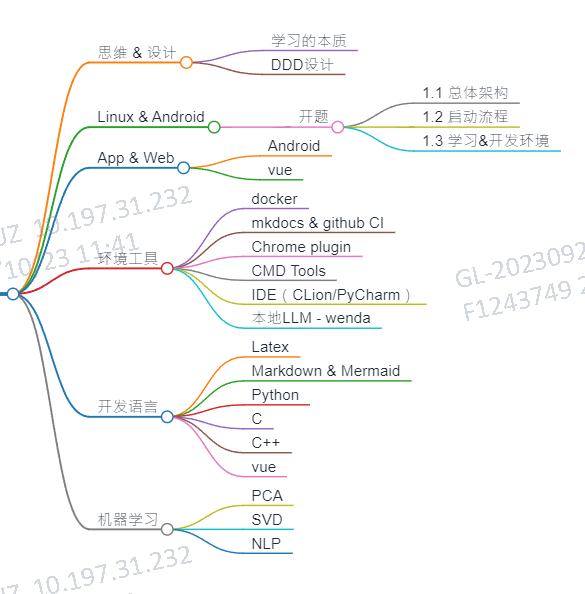 思维 & 设计
学习的本质
DDD设计
Linux & Android
开题
1.1 总体架构
1.2 启动流程
1.3 学习&开发环境
App & Web
Android
vue
环境工具
docker
mkdocs & github CI
Chrome plugin
CMD Tools
IDE（CLion/PyCharm）
本地LLM - wenda
开发语言
Latex
Markdown & Mermaid
Python
C
C++
vue
机器学习
PCA
SVD
NLP
10.197.31.232
23 11:41
GL-2023092
F1243749 2
10.197.31.232